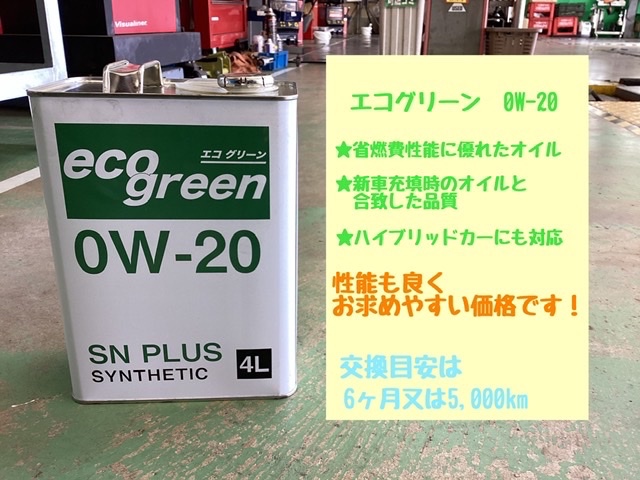 Visualimer
eco
エコ グリーン
green
0W-20
SN PLUS
SYNTHETIC
4L
エコグリーン 0W-20
★省燃費性能に優れたオイル
★新車充填時のオイルと
合致した品質
★ハイブリッドカーにも対応
性能も良く
お求めやすい価格です！
交換目安は
6ヶ月又は5,000km